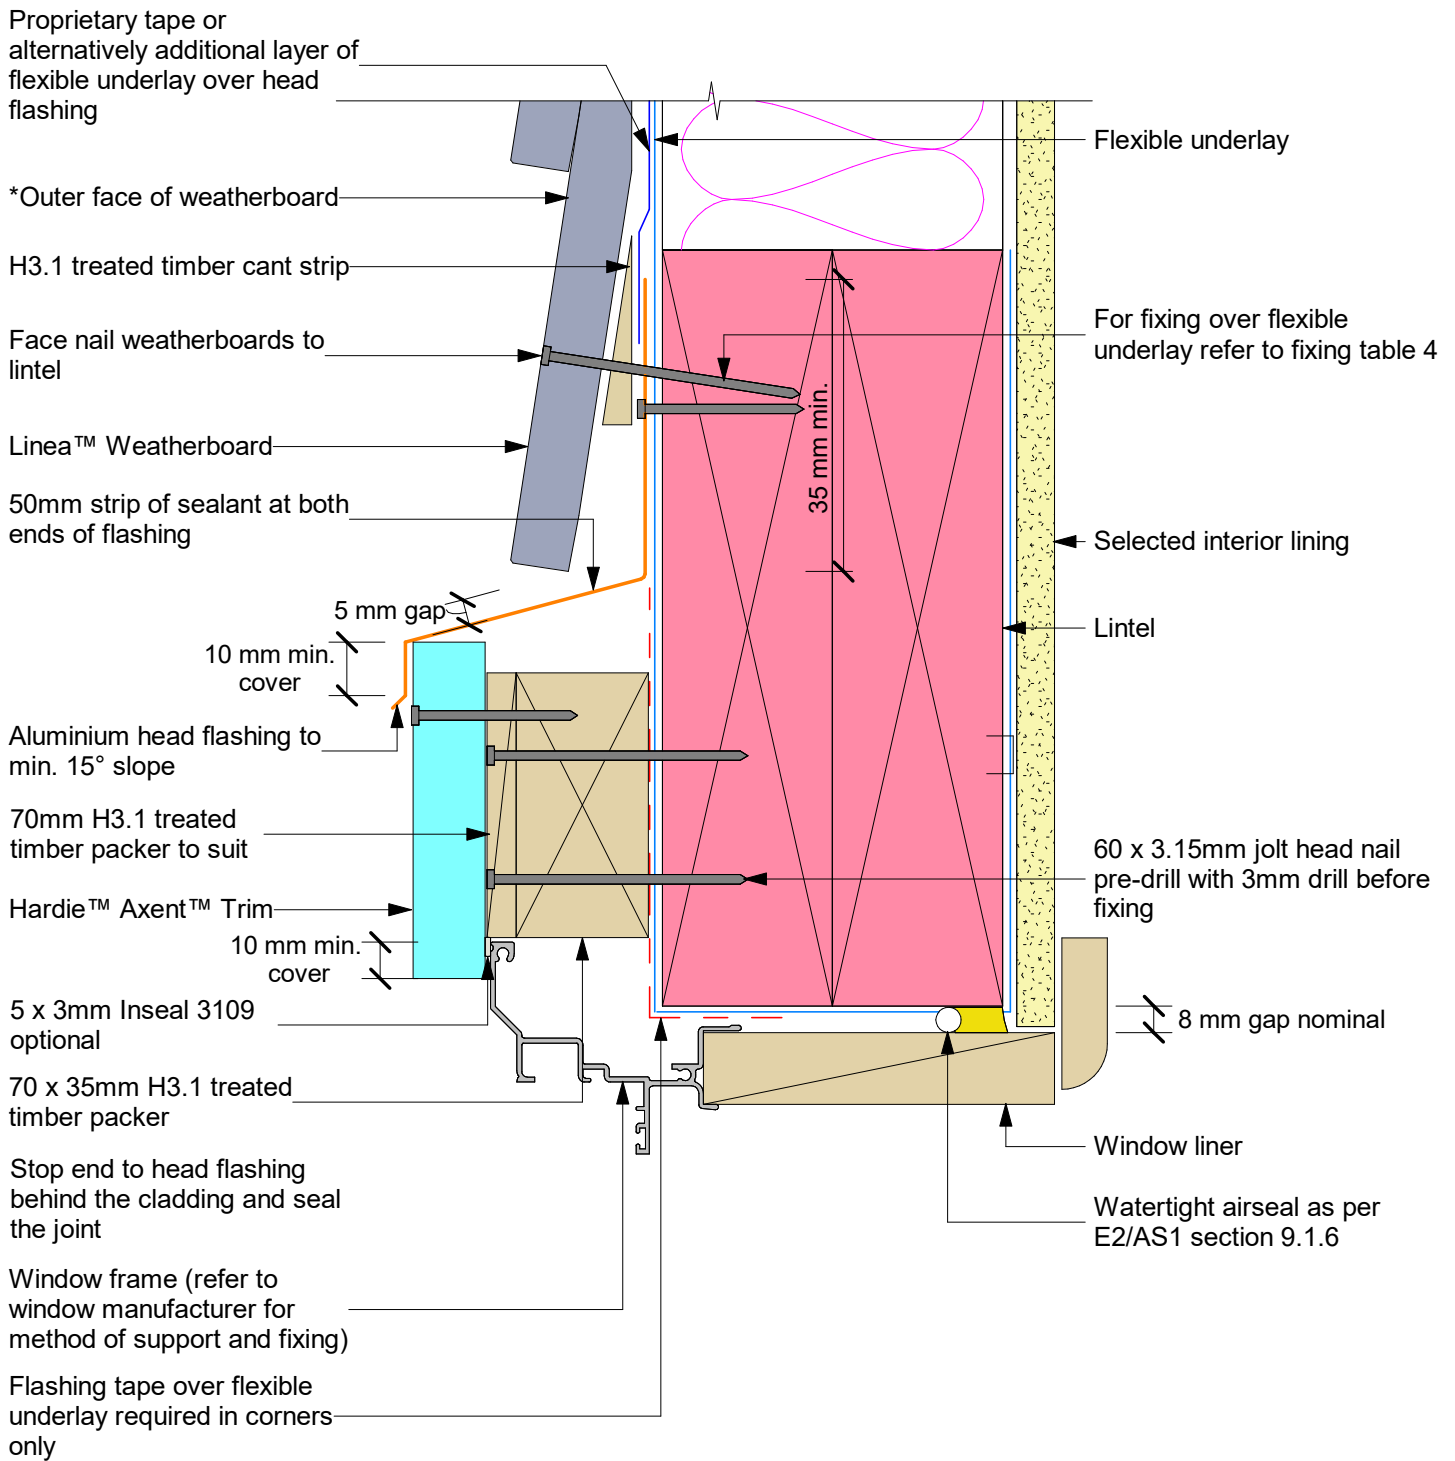 Proprietary tape or
alternatively additional layer of
flexible underlay over head
flashing
*Outer face of weatherboard
H3.1 treated timber cant strip
Face nail weatherboards to
lintel
Linea™ Weatherboard
50mm strip of sealant at both
ends of flashing
5 mm gap
10 mm min.
cover
Aluminium head flashing to
min. 15° slope
70mm H3.1 treated
timber packer to suit
Hardie™ Axent™ Trim
10 mm min.
cover
5 x 3mm Inseal 3109
optional
70 x 35mm H3.1 treated
timber packer
Stop end to head flashing
behind the cladding and seal
the joint
Window frame (refer to
window manufacturer for
method of support and fixing)
Flashing tape over flexible
underlay required in corners
only
35 mm min.
Flexible underlay
For fixing over flexible
underlay refer to fixing table 4
Selected interior lining
Lintel
60 x 3.15mm jolt head nail
pre-drill with 3mm drill before
fixing
8 mm gap nominal
Window liner
Watertight airseal as per
E2/AS1 section 9.1.6